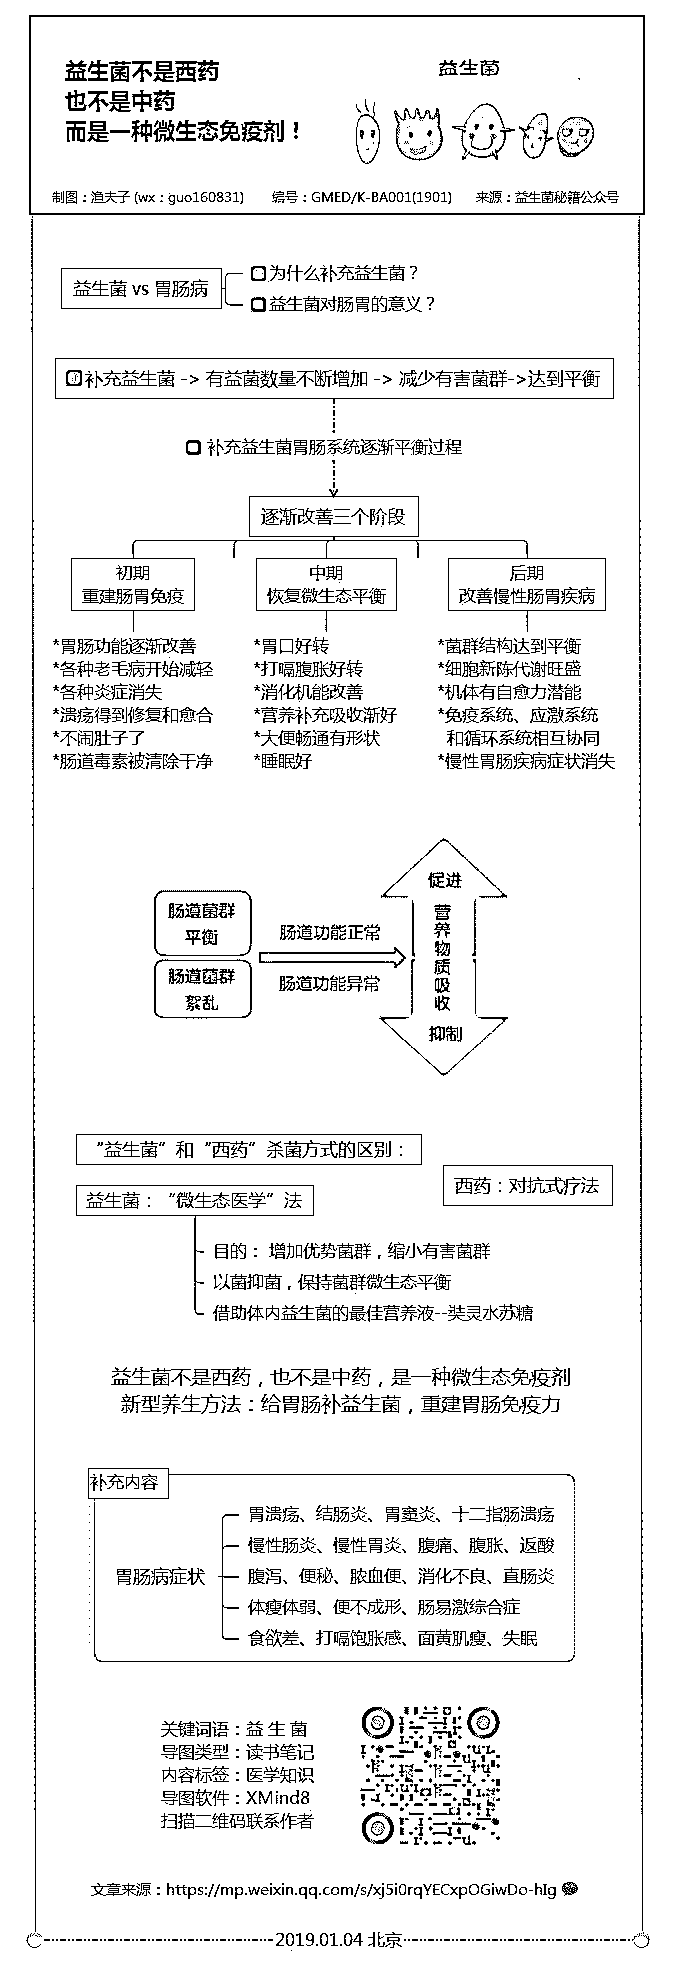 益生菌不是西药
也不是中药
而是一种微生态免疫剂！
益生菌
制图：渔夫子 (wx：guo160831)
编号：GMED/K-BA001(1901)
来源：益生菌秘籍公众号
益生菌 vs 胃肠病
为什么补充益生菌？
益生菌对肠胃的意义？
补充益生菌 -> 有益菌数量不断增加 -> 减少有害菌群->达到平衡
补充益生菌胃肠系统逐渐平衡过程
逐渐改善三个阶段
初期
重建肠胃免疫
*胃肠功能逐渐改善
*各种老毛病开始减轻
*各种炎症消失
*溃疡得到修复和愈合
*不闹肚子了
*肠道毒素被清除干净
中期
恢复微生态平衡
*胃口好转
*打嗝腹胀好转
*消化机能改善
*营养补充吸收渐好
*大便畅通有形状
*睡眠好
后期
改善慢性肠胃疾病
*菌群结构达到平衡
*细胞新陈代谢旺盛
*机体有自愈力潜能
*免疫系统、应激系统
和循环系统相互协同
*慢性胃肠疾病症状消失
肠道菌群
平衡
肠道菌群
絮乱
肠道功能正常
肠道功能异常
促进
营养物质吸收
抑制
“益生菌”和“西药”杀菌方式的区别：
西药：对抗式疗法
益生菌：“微生态医学”法
目的： 增加优势菌群，缩小有害菌群
以菌抑菌，保持菌群微生态平衡
借助体内益生菌的最佳营养液--奘灵水苏糖
益生菌不是西药，也不是中药，是一种微生态免疫剂
新型养生方法：给胃肠补益生菌，重建胃肠免疫力
补充内容
胃肠病症状
胃溃疡、结肠炎、胃窦炎、十二指肠溃疡
慢性肠炎、慢性胃炎、腹痛、腹胀、返酸
腹泻、便秘、脓血便、消化不良、直肠炎
体瘦体弱、便不成形、肠易激综合症
食欲差、打嗝饱胀感、面黄肌瘦、失眠
关键词语：益 生 菌
导图类型：读书笔记
内容标签：医学知识
导图软件：XMind8
扫描二维码联系作者
文章来源：https://mp.weixin.qq.com/s/xj5i0rqYECxpOGiwDo-hIg
2019.01.04 北京